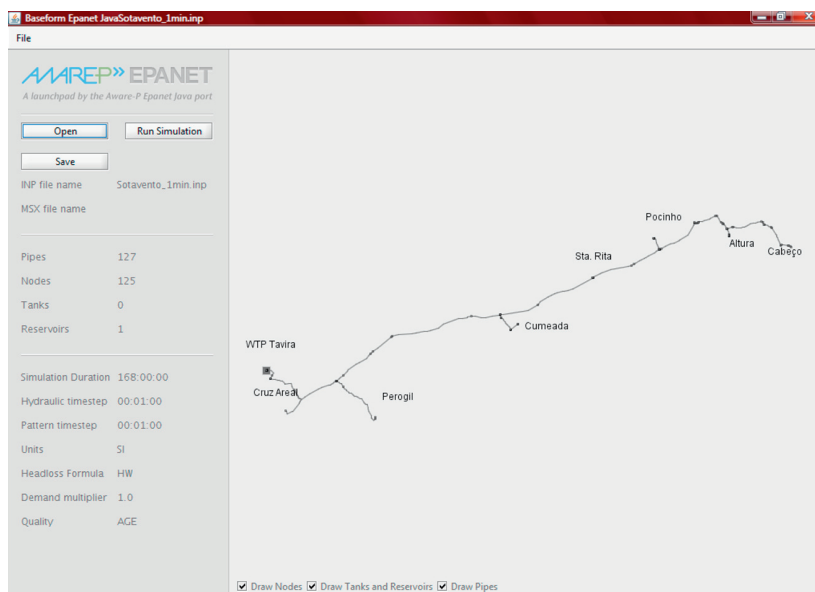 Baseform Epanet JavaSotavento_1min.inp
File
AWARE-P» EPANET
A launchpad by the Aware-P Epanet Java port
Open Run Simulation
Save
INP file name Sotavento_1min.inp
MSX file name
Pipes 127
Nodes 125
Tanks 0
Reservoirs 1
Simulation Duration 168:00:00
Hydraulic timestep 00:01:00
Pattern timestep 00:01:00
Units SI
Headloss Formula HW
Demand multiplier 1.0
Quality AGE
Pocinho
Altura
Cabeço
Sta. Rita
Cumeada
WTP Tavira
Cruz Areal
Perogil
Draw Nodes Draw Tanks and Reservoirs Draw Pipes